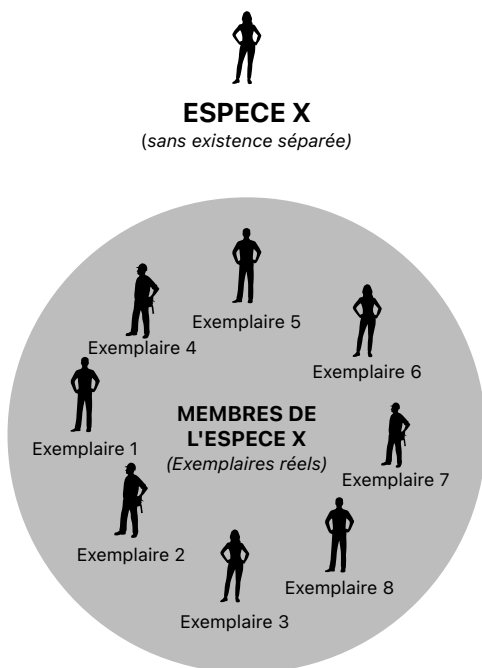 ESPECE X
(sans existence séparée)
Exemplaire 5
Exemplaire 4
Exemplaire 6
MEMBRES DE
L'ESPECE X
(Exemplaires réels)
Exemplaire 1
Exemplaire 7
Exemplaire 2
Exemplaire 8
Exemplaire 3